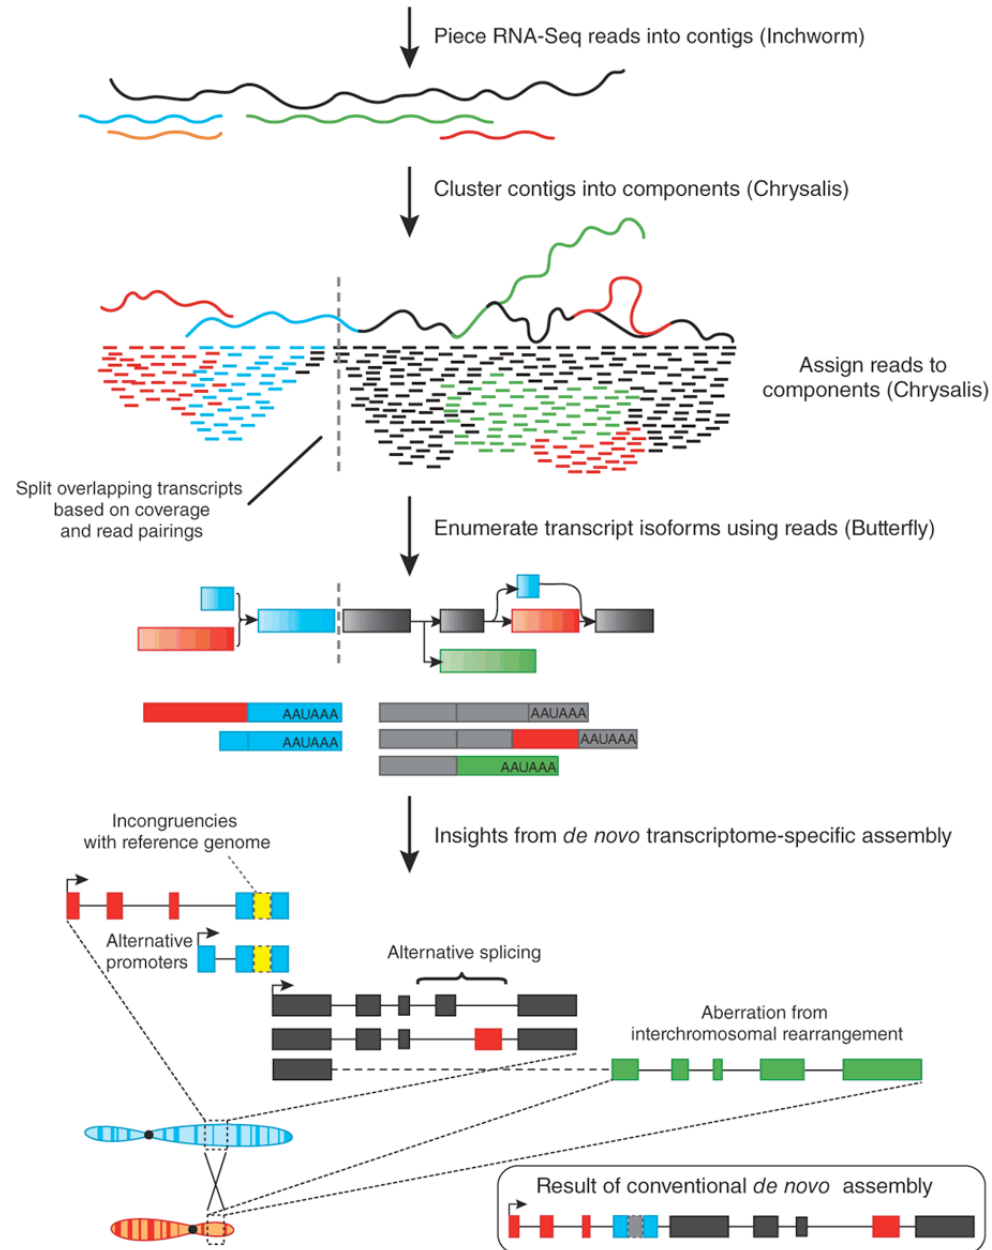 Piece RNA-Seq reads into contigs (Inchworm)
Cluster contigs into components (Chrysalis)
Assign reads to
components (Chrysalis)
Split overlapping transcripts
based on coverage
and read pairings
Enumerate transcript isoforms using reads (Butterfly)
AAUAAA
AAUAAA
AAUAAA
AAUAAA
AAUAAA
Insights from de novo transcriptome-specific assembly
Incongruencies
with reference genome
Alternative
promoters
Alternative splicing
Aberration from
interchromosomal rearrangement
Result of conventional de novo assembly